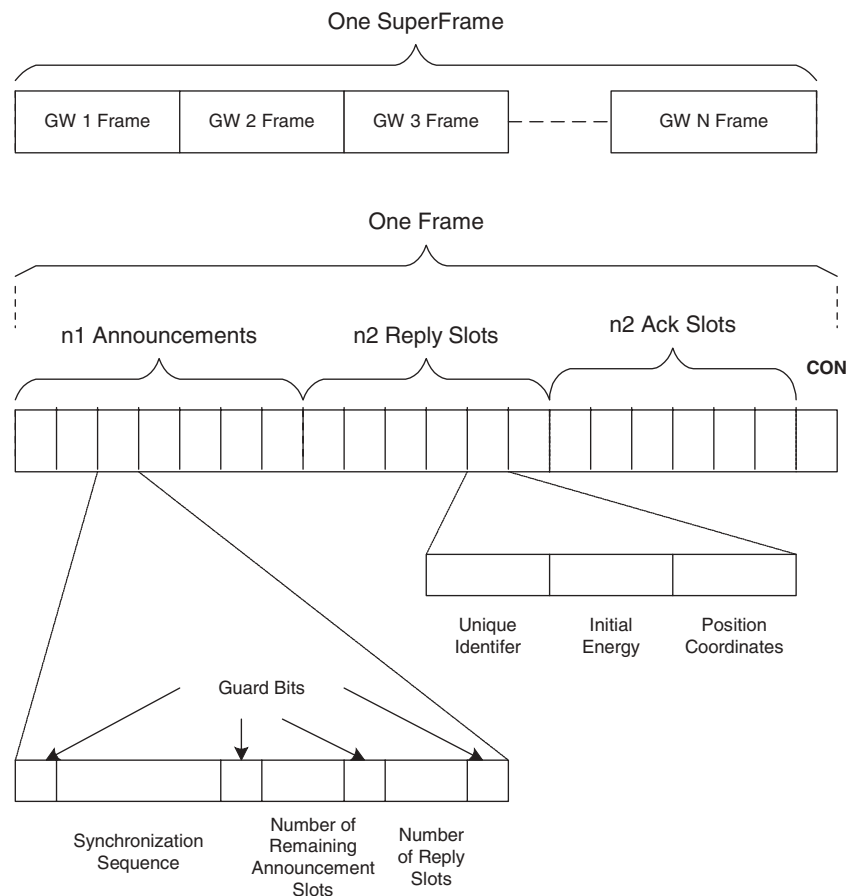 One SuperFrame
GW 1 Frame
GW 2 Frame
GW 3 Frame
GW N Frame
One Frame
n1 Announcements
n2 Reply Slots
n2 Ack Slots
CON
Unique
Identifer
Initial
Energy
Position
Coordinates
Guard Bits
Synchronization
Sequence
Number of
Remaining
Announcement
Slots
Number
of Reply
Slots